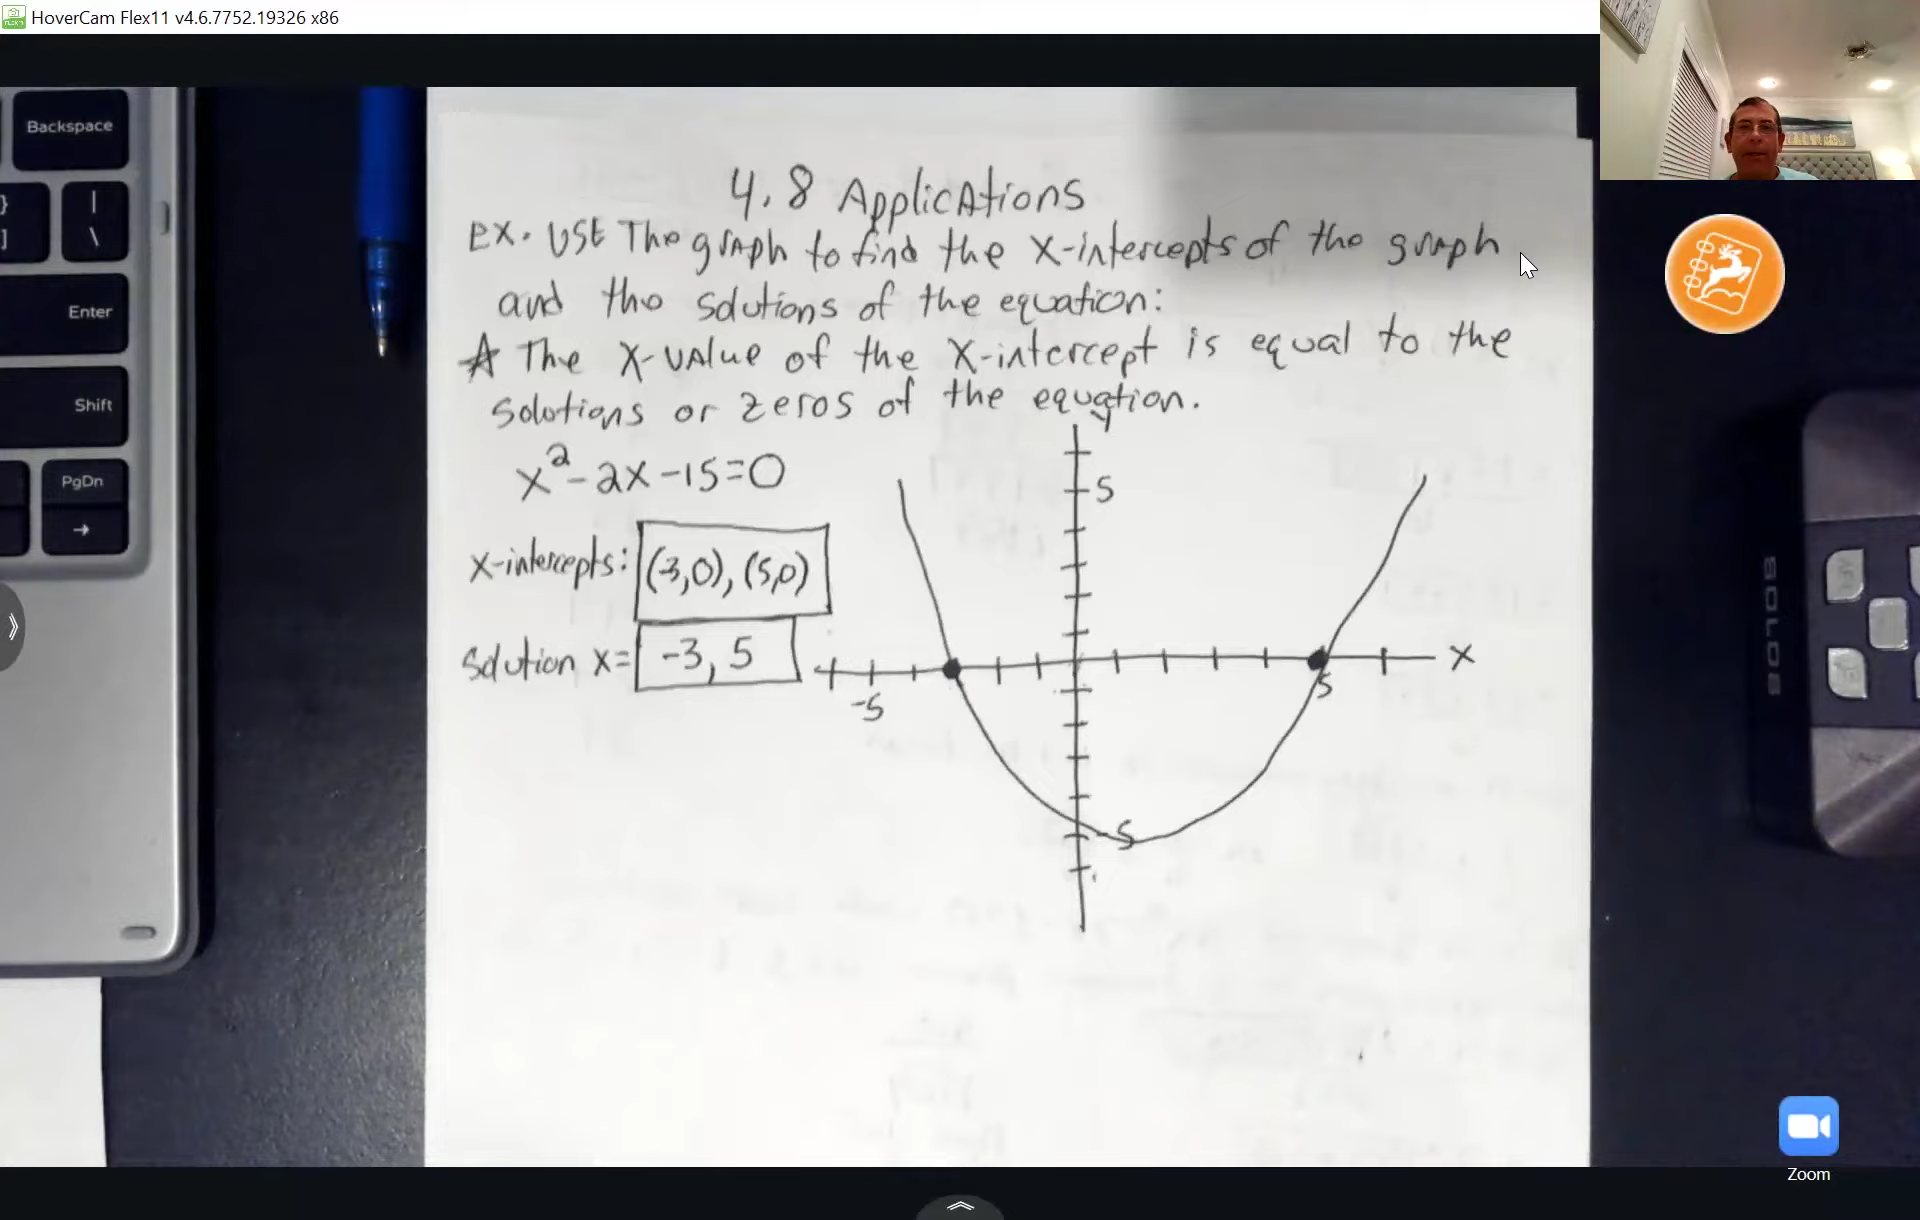 HoverCam Flex11 v4.6.7752.19326 x86
Backspace
}
]
|
\
Enter
Shift
PgDn
→
4.8 Applications
Ex. Use The graph to find the x-intercepts of the graph
and the solutions of the equation:
The x-value of the x-intercept is equal to the
solutions or zeros of the equation.
x²-2x-15=0
x-intercepts: (-3,0), (5,0)
solution x= -3, 5
y
5
x
-5
5
-5
SOLOS
Zoom